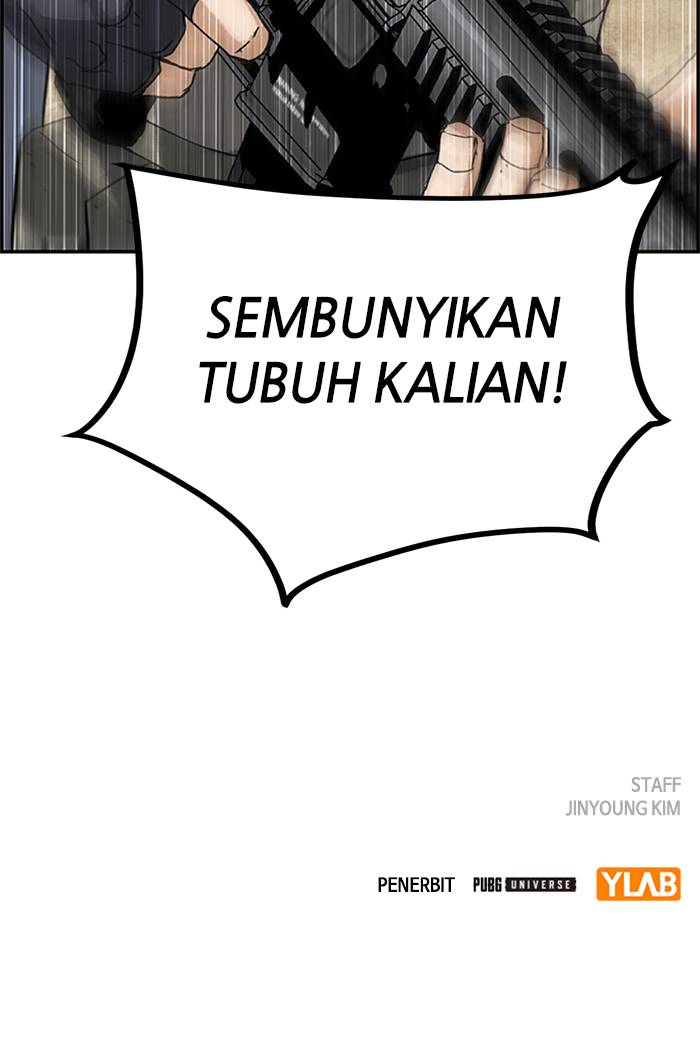 SEMBUNYIKAN
TUBUH KALIAN!
STAFF
JINYOUNG KIM
PENERBIT PUBG UNIVERSE YLAB